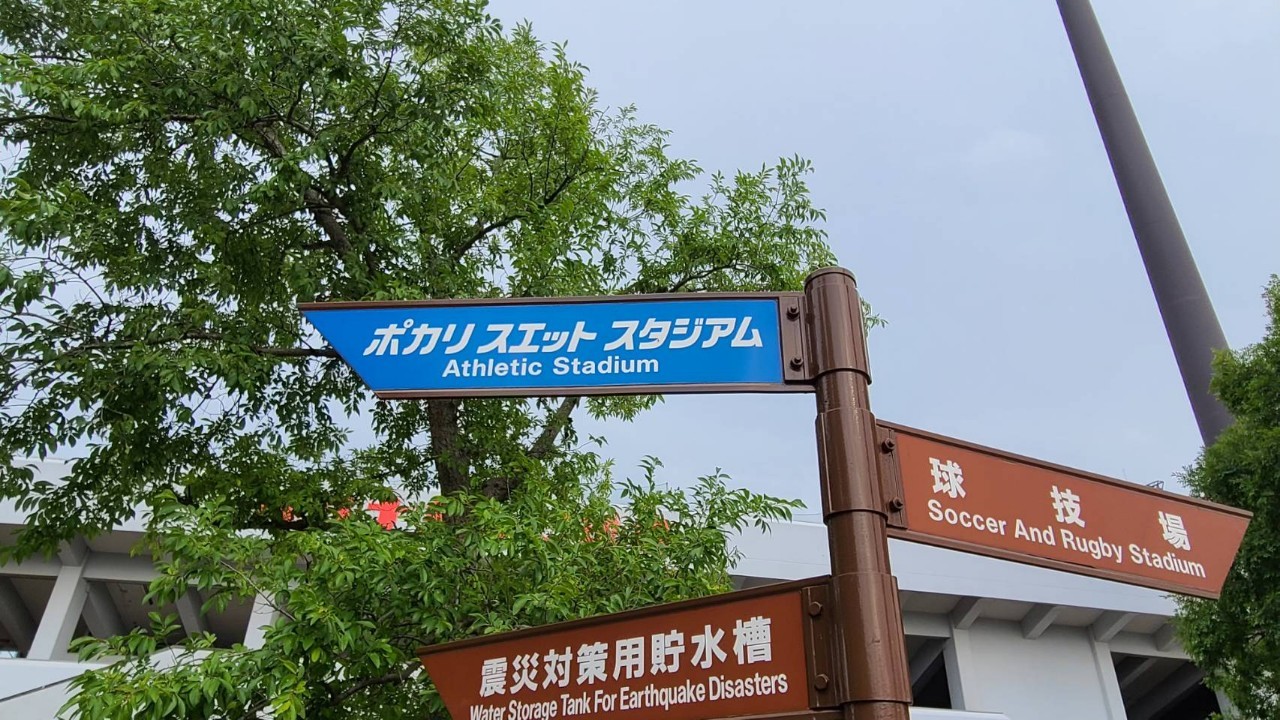 ポカリスエット スタジアム
Athletic Stadium
球技場
Soccer And Rugby Stadium
震災対策用貯水槽
Water Storage Tank For Earthquake Disasters